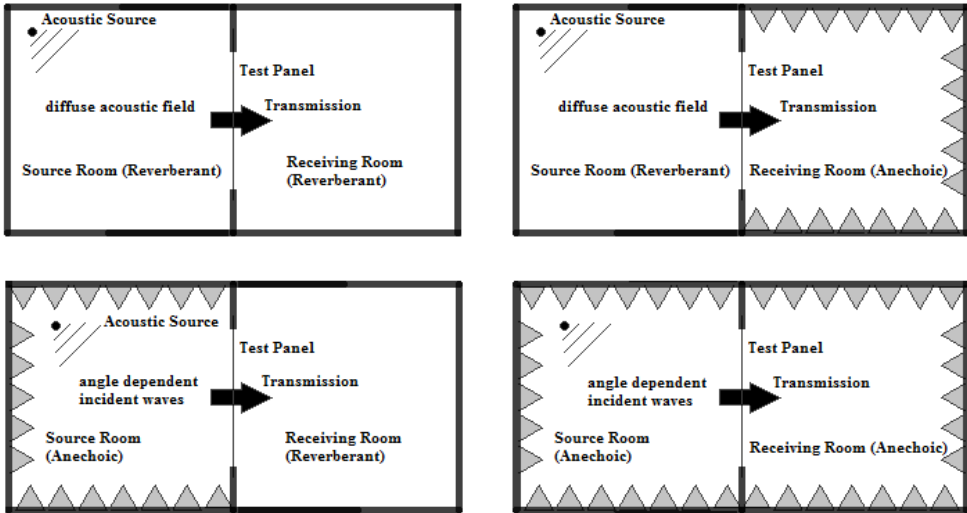 Acoustic Source
Test Panel
diffuse acoustic field
Transmission
Source Room (Reverberant)
Receiving Room
(Reverberant)
Acoustic Source
Test Panel
diffuse acoustic field
Transmission
Source Room (Reverberant)
Receiving Room (Anechoic)
Acoustic Source
Test Panel
angle dependent
incident waves
Transmission
Source Room
(Anechoic)
Receiving Room
(Reverberant)
Test Panel
angle dependent
incident waves
Transmission
Source Room
(Anechoic)
Receiving Room (Anechoic)